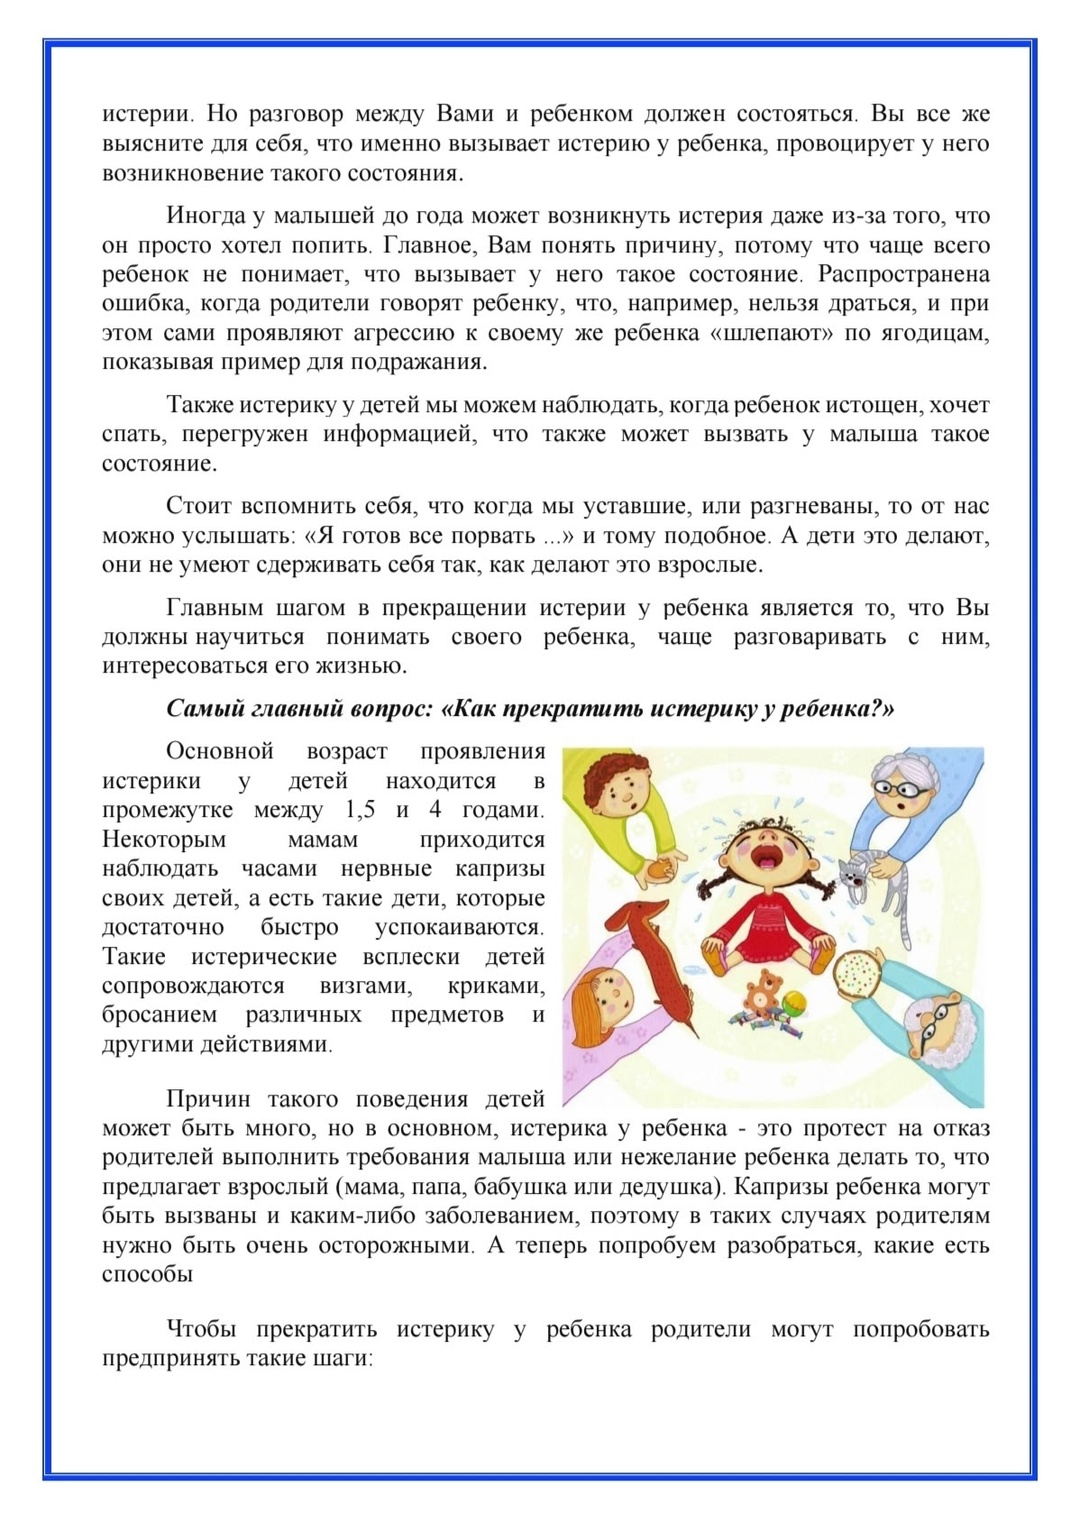 истерии. Но разговор между Вами и ребенком должен состояться. Вы все же
выясните для себя, что именно вызывает истерию у ребенка, провоцирует у него
возникновение такого состояния.
Иногда у малышей до года может возникнуть истерия даже из-за того, что
он просто хотел попить. Главное, Вам понять причину, потому что чаще всего
ребенок не понимает, что вызывает у него такое состояние. Распространена
ошибка, когда родители говорят ребенку, что, например, нельзя драться, и при
этом сами проявляют агрессию к своему же ребенка «шлепают» по ягодицам,
показывая пример для подражания.
Также истерику у детей мы можем наблюдать, когда ребенок истощен, хочет
спать, перегружен информацией, что также может вызвать у малыша такое
состояние.
Стоит вспомнить себя, что когда мы уставшие, или разгневаны, то от нас
можно услышать: «Я готов все порвать ...» и тому подобное. А дети это делают,
они не умеют сдерживать себя так, как делают это взрослые.
Главным шагом в прекращении истерии у ребенка является то, что Вы
должны научиться понимать своего ребенка, чаще разговаривать с ним,
интересоваться его жизнью.
Самый главный вопрос: «Как прекратить истерику у ребенка?»
Основной возраст проявления
истерики у детей находится в
промежутке между 1,5 и 4 годами.
Некоторым мамам приходится
наблюдать часами нервные капризы
своих детей, а есть такие дети, которые
достаточно быстро успокаиваются.
Такие истерические всплески детей
сопровождаются визгами, криками,
бросанием различных предметов и
другими действиями.
Причин такого поведения детей
может быть много, но в основном, истерика у ребенка - это протест на отказ
родителей выполнить требования малыша или нежелание ребенка делать то, что
предлагает взрослый (мама, папа, бабушка или дедушка). Капризы ребенка могут
быть вызваны и каким-либо заболеванием, поэтому в таких случаях родителям
нужно быть очень осторожными. А теперь попробуем разобраться, какие есть
способы
Чтобы прекратить истерику у ребенка родители могут попробовать
предпринять такие шаги: